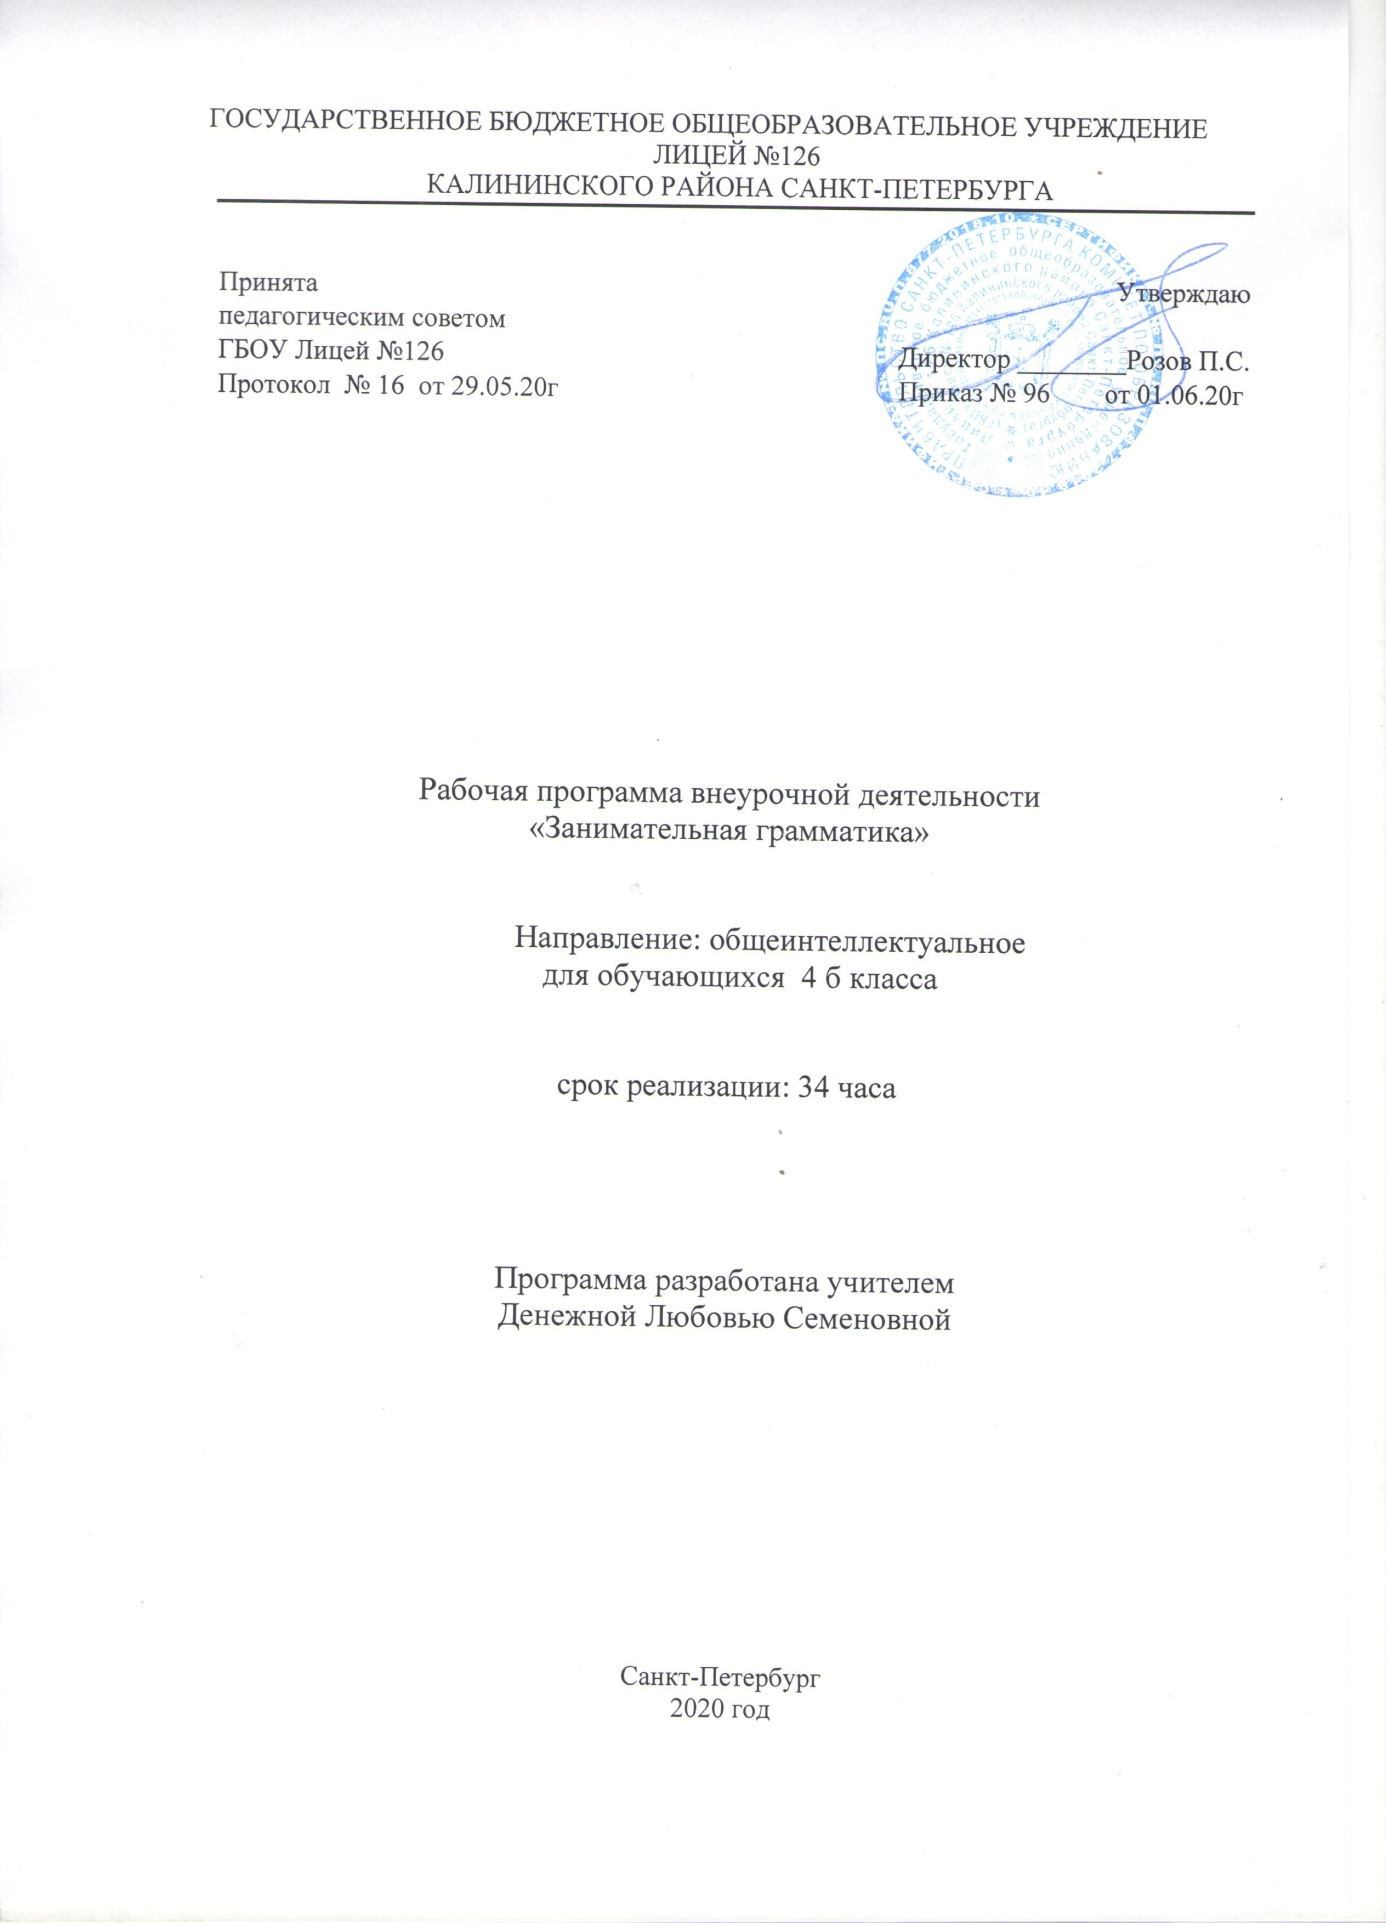 ГОСУДАРСТВЕННОЕ БЮДЖЕТНОЕ ОБЩЕОБРАЗОВАТЕЛЬНОЕ УЧРЕЖДЕНИЕ
ЛИЦЕЙ №126
КАЛИНИНСКОГО РАЙОНА САНКТ-ПЕТЕРБУРГА
Принята
педагогическим советом
ГБОУ Лицей №126
Протокол № 16 от 29.05.20г
Утверждаю
Директор ________Розов П.С.
Приказ № 96 от 01.06.20г
Рабочая программа внеурочной деятельности
«Занимательная грамматика»
Направление: общеинтеллектуальное
для обучающихся 4 б класса
срок реализации: 34 часа
Программа разработана учителем
Денежной Любовью Семеновной
Санкт-Петербург
2020 год